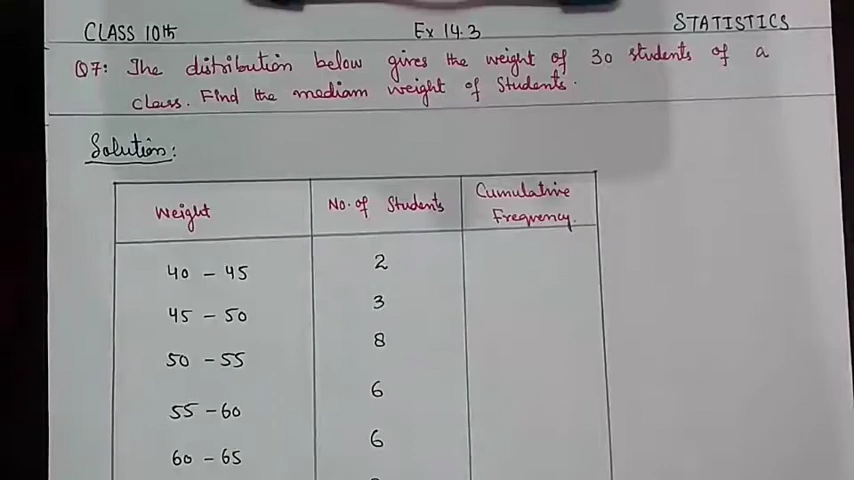 CLASS 10th Ex 14.3 STATISTICS
Q7: The distribution below gives the weight of 30 students of a
class. Find the mediam weight of Students.
Solution:
Weight No. of Students Cumulative Frequency.
40 - 45 2
45 - 50 3
50 - 55 8
55 - 60 6
60 - 65 6